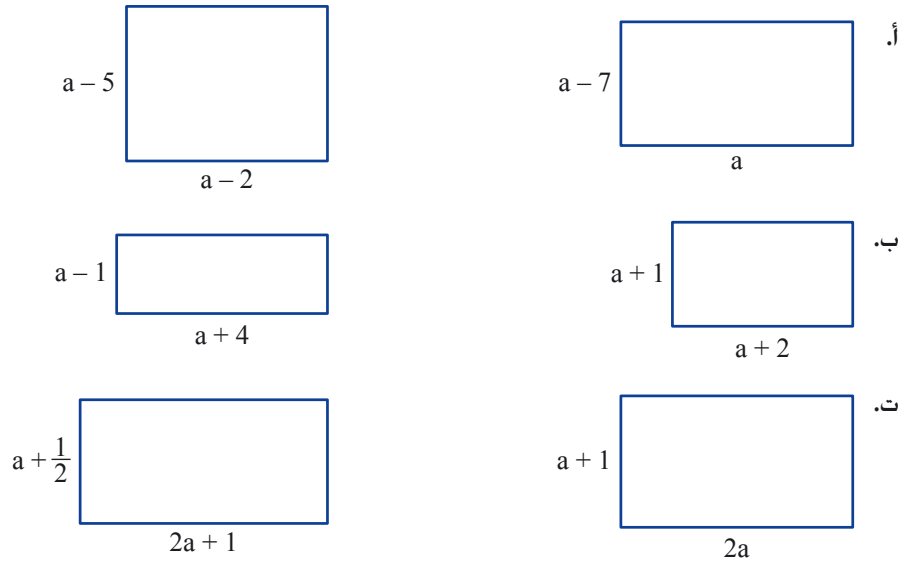 أ.
a – 7
a
a – 5
a – 2
ب.
a + 1
a + 2
a – 1
a + 4
ت.
a + 1
2a
a + 1/2
2a + 1